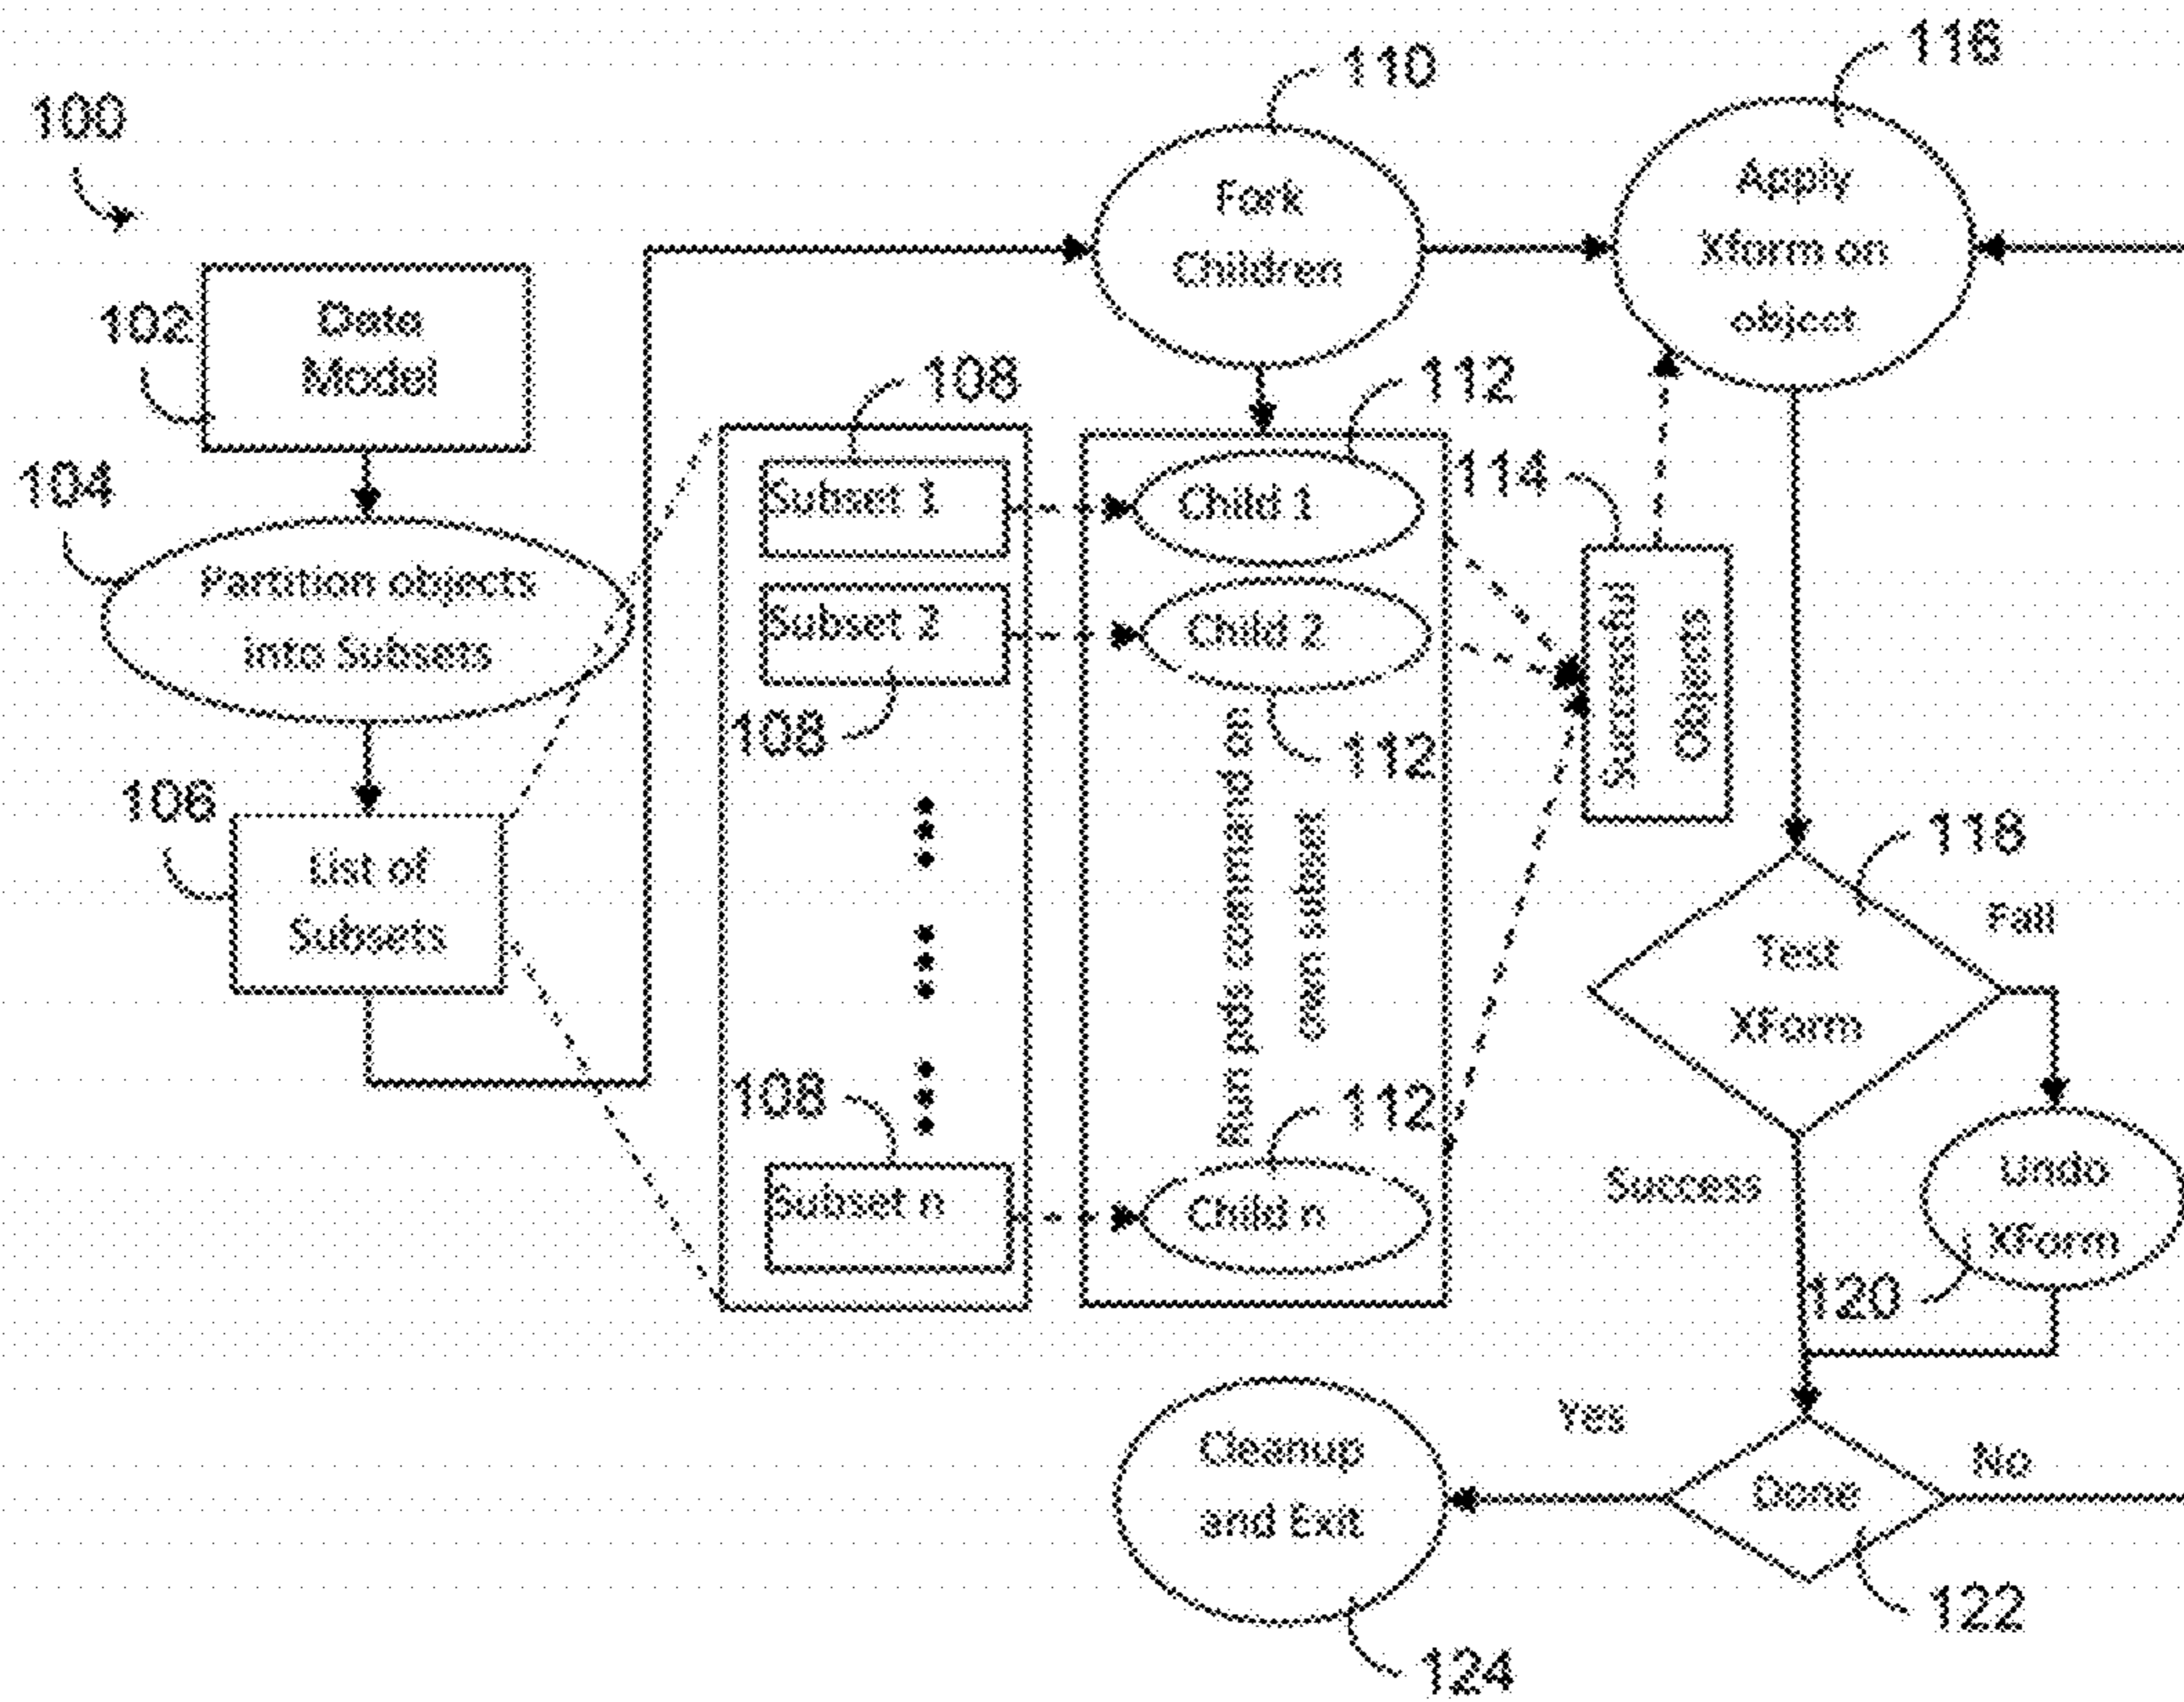 100
102
Data
Model
104
Partition objects
into Subsets
106
List of
Subsets
108
Subset 1
Subset 2
108
108
Subset n
110
Fork
Children
112
Child 1
Child 2
112
Run pds command on
own subset
112
Child n
114
Successful
Objects
116
Apply
Xform on
object
118
Test
XForm
Fail
Success
Undo
XForm
120
Yes
Done
No
122
Cleanup
and Exit
124